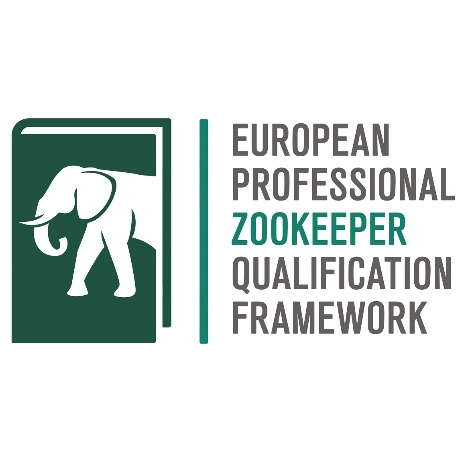 EUROPEAN
PROFESSIONAL
ZOOKEEPER
QUALIFICATION
FRAMEWORK